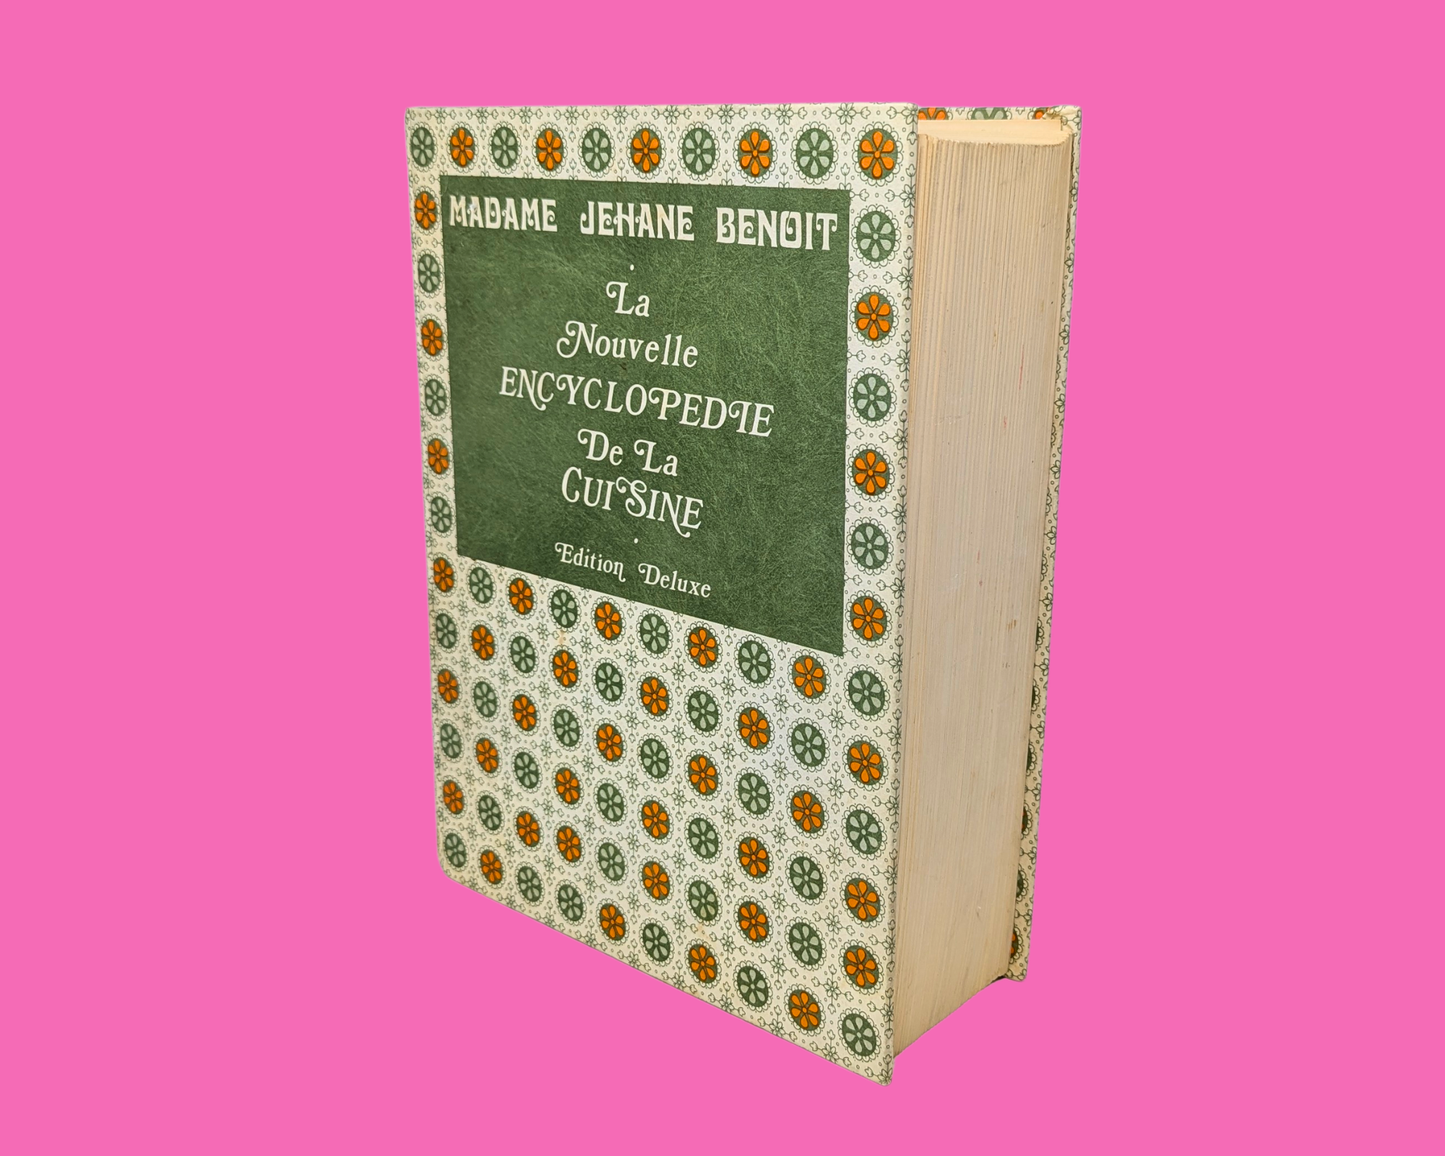 MADAME JEHANE BENOIT
La
Nouvelle
ENCYCLOPEDIE
De La
CUISINE
Edition Deluxe